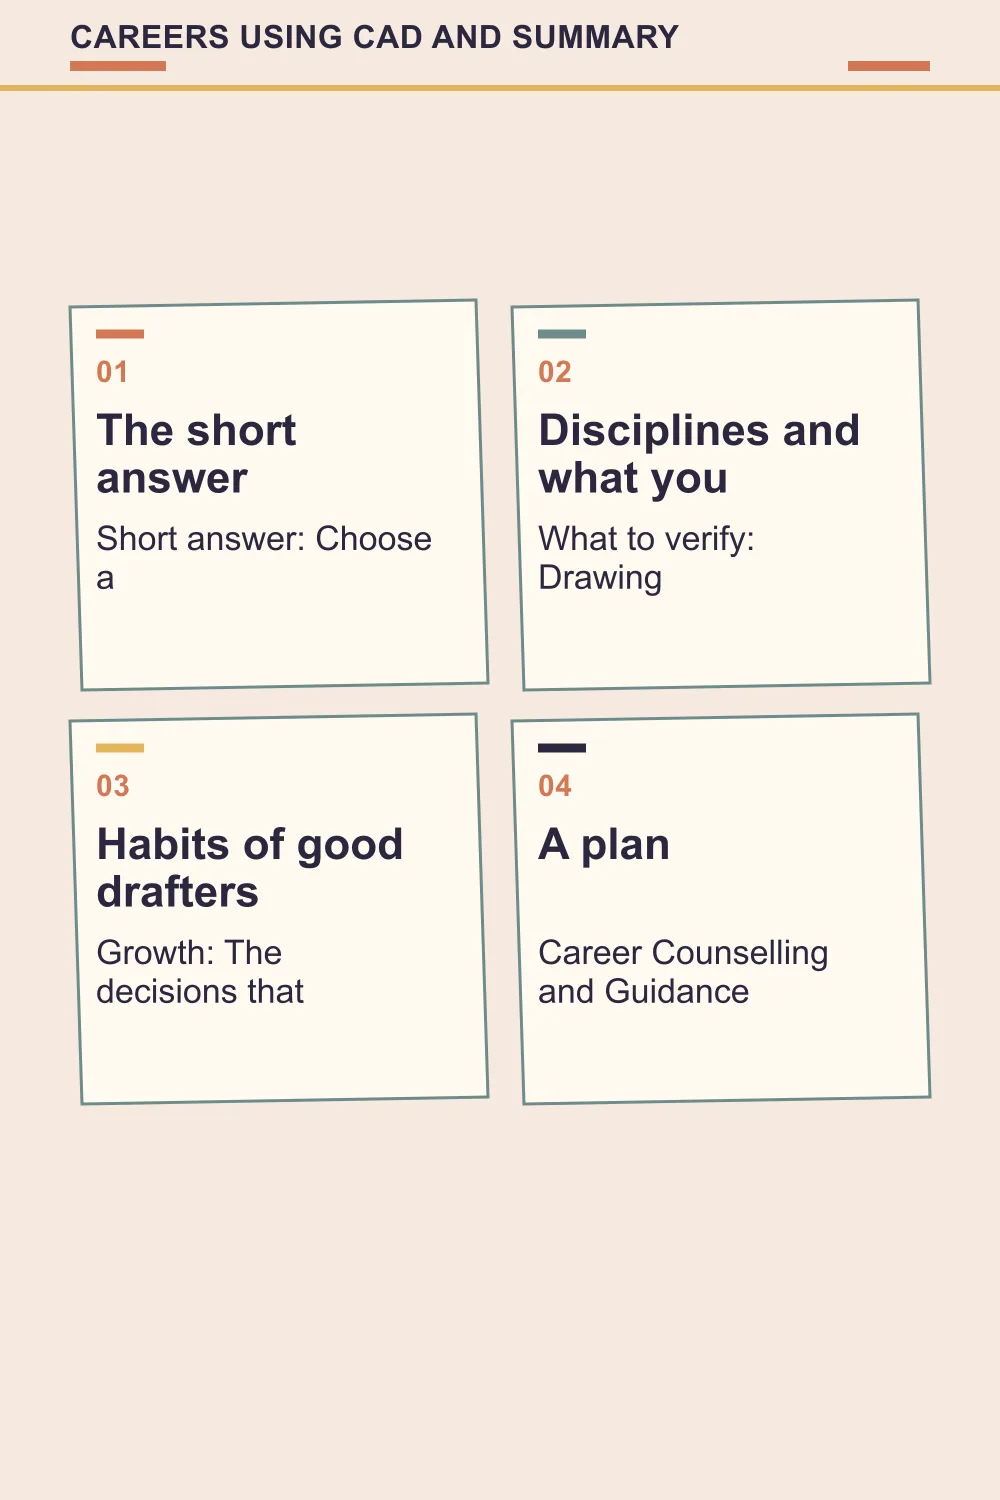 CAREERS USING CAD AND SUMMARY
01
The short
answer
Short answer: Choose
a
02
Disciplines and
what you
What to verify:
Drawing
03
Habits of good
drafters
Growth: The
decisions that
04
A plan
Career Counselling
and Guidance